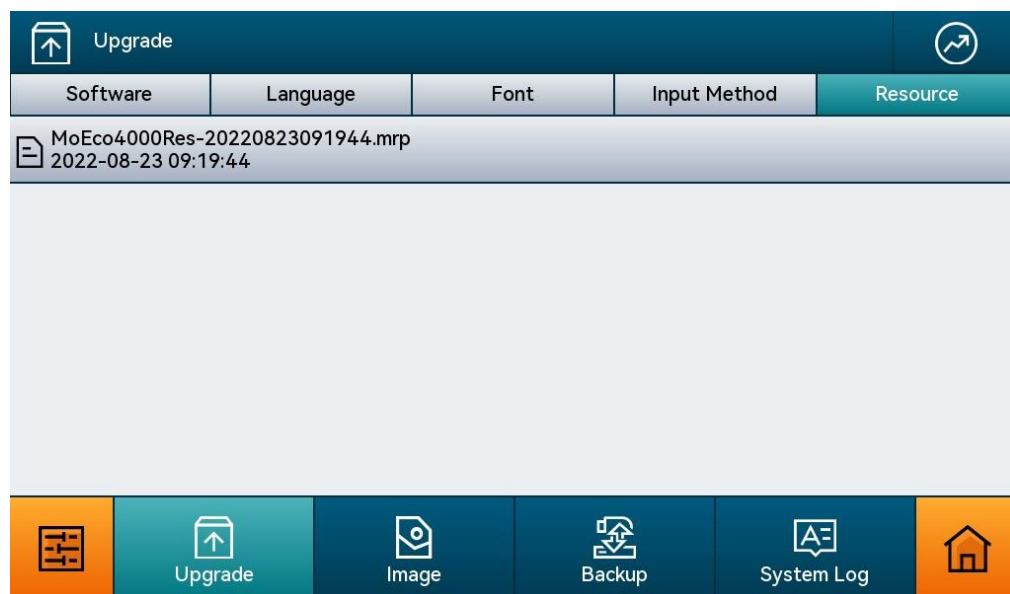 Upgrade
Software
Language
Font
Input Method
Resource
MoEco4000Res-20220823091944.mrp
2022-08-23 09:19:44
Upgrade
Image
Backup
System Log